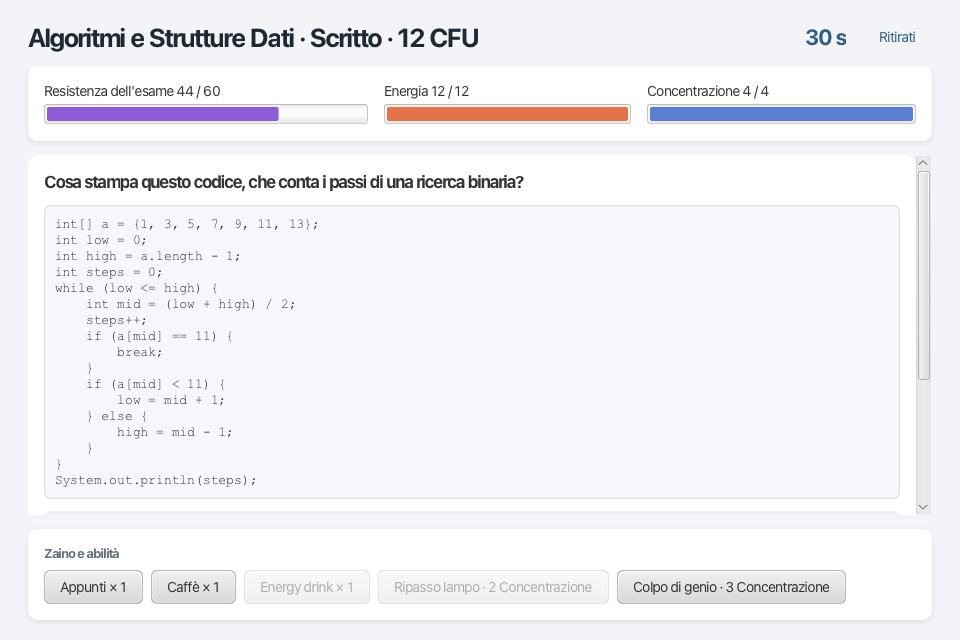 Algoritmi e Strutture Dati · Scritto · 12 CFU
30 s
Ritirati
Resistenza dell'esame 44 / 60
Energia 12 / 12
Concentrazione 4 / 4
Cosa stampa questo codice, che conta i passi di una ricerca binaria?
int[] a = {1, 3, 5, 7, 9, 11, 13};
int low = 0;
int high = a.length - 1;
int steps = 0;
while (low <= high) {
    int mid = (low + high) / 2;
    steps++;
    if (a[mid] == 11) {
        break;
    }
    if (a[mid] < 11) {
        low = mid + 1;
    } else {
        high = mid - 1;
    }
}
System.out.println(steps);
Zaino e abilità
Appunti × 1
Caffè × 1
Energy drink × 1
Ripasso lampo · 2 Concentrazione
Colpo di genio · 3 Concentrazione